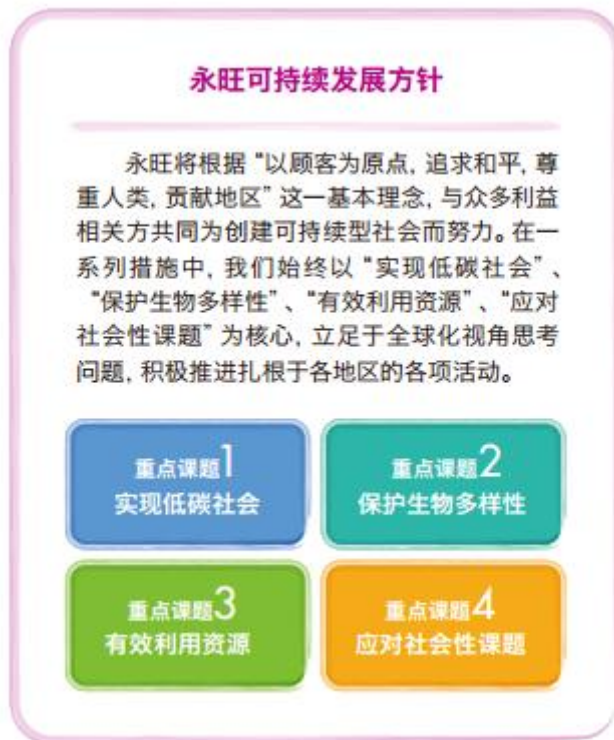 永旺可持续发展方针
永旺将根据“以顾客为原点, 追求和平, 尊
重人类, 贡献地区”这一基本理念, 与众多利益
相关方共同为创建可持续型社会而努力。在一
系列措施中, 我们始终以“实现低碳社会”、
“保护生物多样性”、“有效利用资源”、“应对
社会性课题”为核心, 立足于全球化视角思考
问题, 积极推进扎根于各地区的各项活动。
重点课题1
实现低碳社会
重点课题2
保护生物多样性
重点课题3
有效利用资源
重点课题4
应对社会性课题